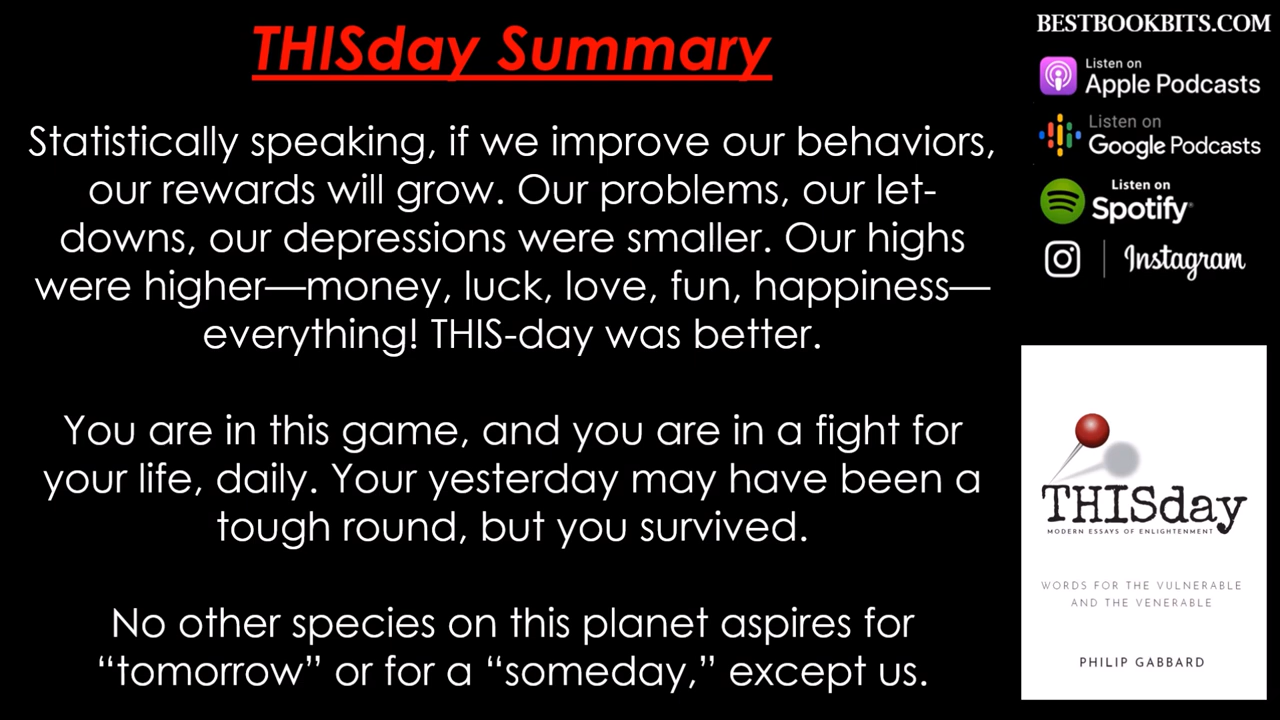 THISday Summary
Statistically speaking, if we improve our behaviors,
our rewards will grow. Our problems, our let-
downs, our depressions were smaller. Our highs
were higher—money, luck, love, fun, happiness—
everything! THIS-day was better.
You are in this game, and you are in a fight for
your life, daily. Your yesterday may have been a
tough round, but you survived.
No other species on this planet aspires for
“tomorrow” or for a “someday,” except us.
BESTBOOKBITS.COM
Listen on
Apple Podcasts
Listen on
Google Podcasts
Listen on
Spotify
Instagram
THISday
MODERN ESSAYS OF ENLIGHTENMENT
WORDS FOR THE VULNERABLE
AND THE VENERABLE
PHILIP GABBARD